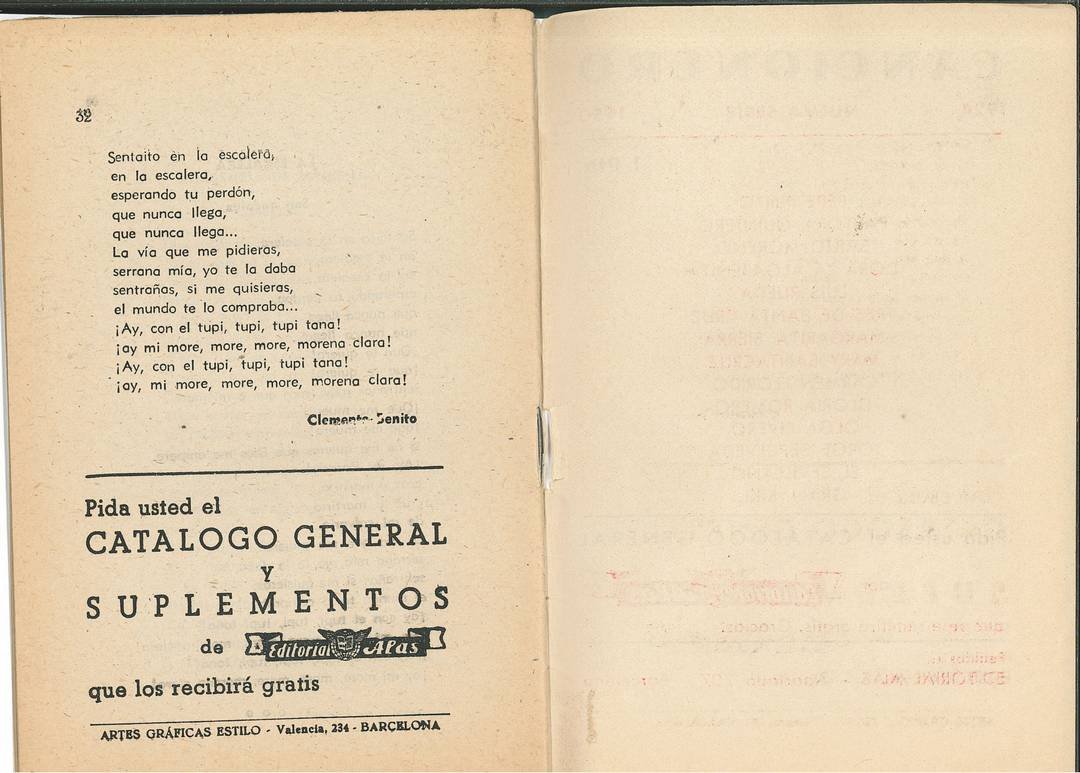 32
Sentaito en la escalera,
en la escalera,
esperando tu perdón,
que nunca llega,
que nunca llega...
La vía que me pidieras,
serrana mía, yo te la daba
sentrañas, si me quisieras,
el mundo te lo compraba...
¡Ay, con el tupi, tupi, tupi tana!
¡ay mi more, more, more, morena clara!
¡Ay, con el tupi, tupi, tupi tana!
¡ay, mi more, more, more, morena clara!
Clemente Benito
Pida usted el
CATALOGO GENERAL
Y
SUPLEMENTOS
de Editorial Alas
que los recibirá gratis
ARTES GRÁFICAS ESTILO - Valencia, 234 - BARCELONA